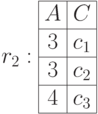 A C
3 c₁
r₂ : 3 c₂
4 c₃